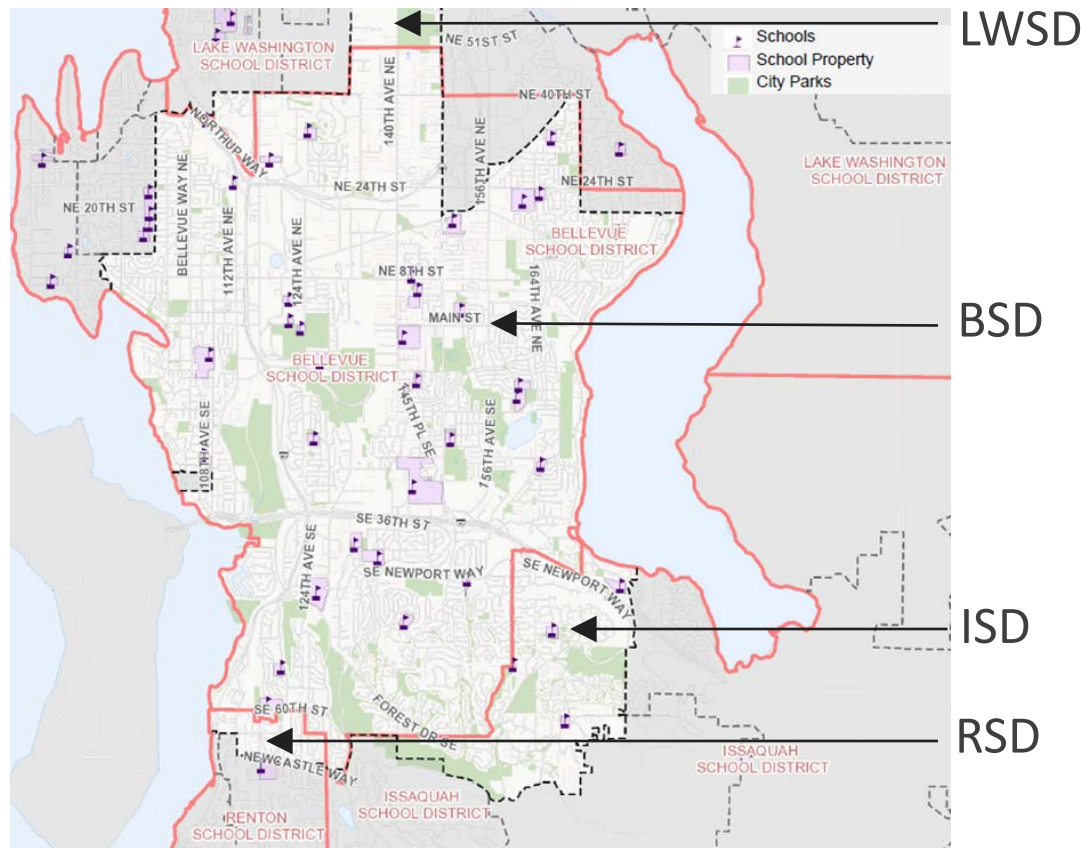 LWSD
NE 51ST ST
Schools
School Property
City Parks
LAKE WASHINGTON
SCHOOL DISTRICT
140TH AVE NE
NE 40TH ST
NORTHUP WAY
156TH AVE NE
LAKE WASHINGTON
SCHOOL DISTRICT
NE 24TH ST
NE 24TH ST
NE 20TH ST
BELLEVUE WAY NE
112TH AVE NE
124TH AVE NE
BELLEVUE
SCHOOL DISTRICT
NE 8TH ST
164TH AVE NE
MAIN ST
BSD
BELLEVUE
SCHOOL DISTRICT
145TH PL SE
108TH AVE SE
156TH AVE SE
SE 36TH ST
124TH AVE SE
SE NEWPORT WAY
SE NEWPORT WAY
ISD
SE 60TH ST
FOREST DR SE
RSD
NEWCASTLE WAY
ISSAQUAH
SCHOOL DISTRICT
ISSAQUAH
SCHOOL DISTRICT
RENTON
SCHOOL DISTRICT